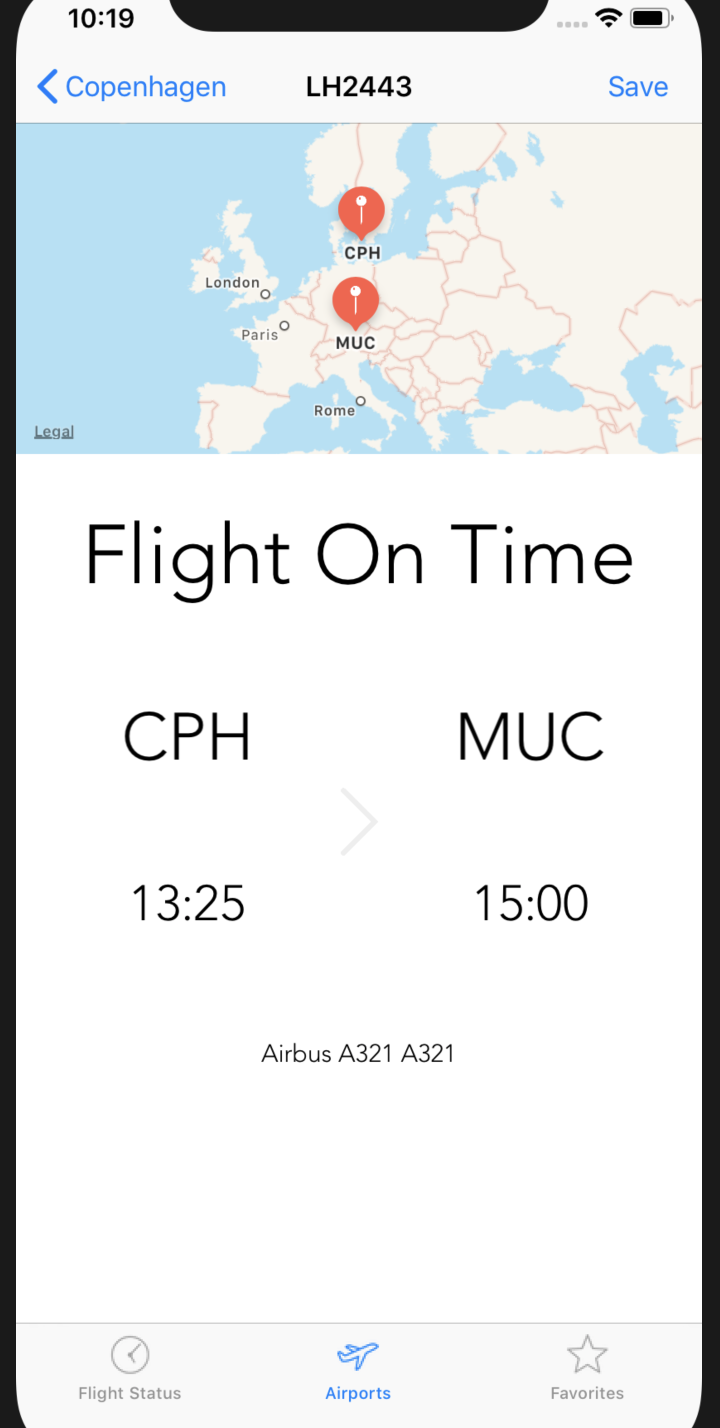 10:19
Copenhagen LH2443 Save
CPH
London
MUC
Paris
Rome
Legal
Flight On Time
CPH MUC
13:25 15:00
Airbus A321 A321
Flight Status Airports Favorites